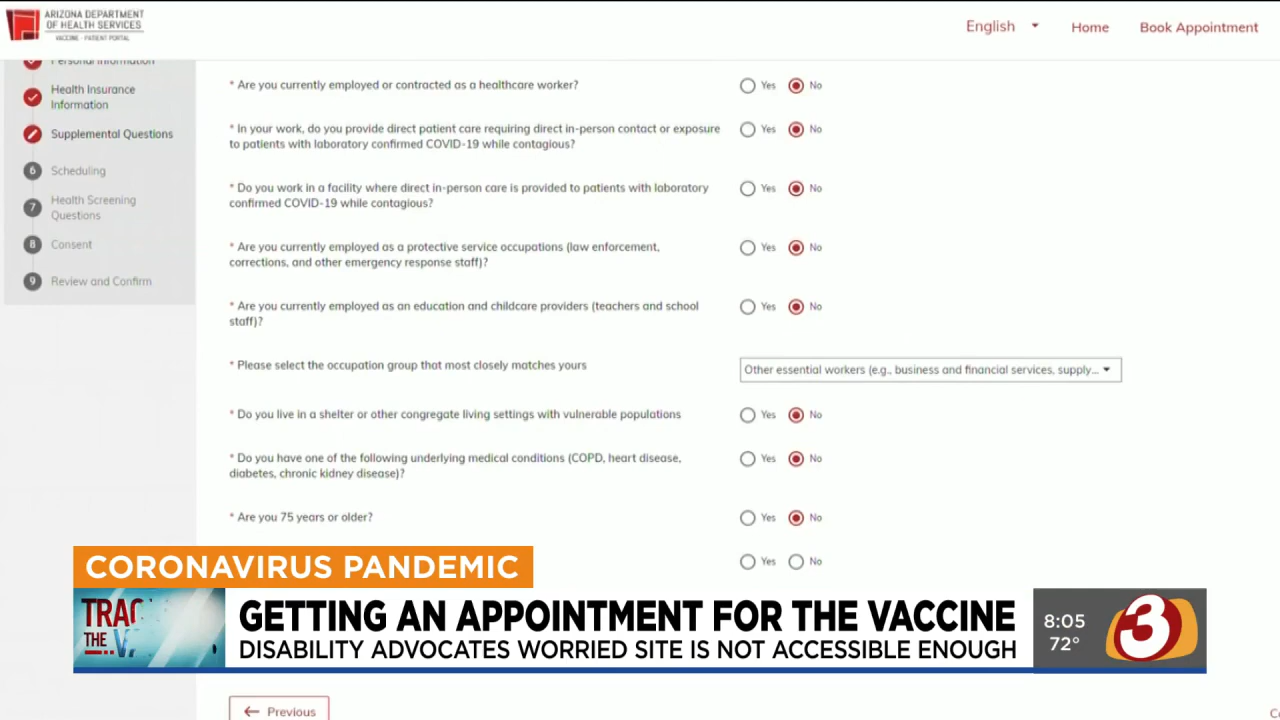 ARIZONA DEPARTMENT
OF HEALTH SERVICES
VACCINE - PATIENT PORTAL
English
Home
Book Appointment
Personal Information
Health Insurance
Information
Supplemental Questions
6 Scheduling
7 Health Screening
Questions
8 Consent
9 Review and Confirm
* Are you currently employed or contracted as a healthcare worker? Yes No
* In your work, do you provide direct patient care requiring direct in-person contact or exposure
to patients with laboratory confirmed COVID-19 while contagious? Yes No
* Do you work in a facility where direct in-person care is provided to patients with laboratory
confirmed COVID-19 while contagious? Yes No
* Are you currently employed as a protective service occupations (law enforcement,
corrections, and other emergency response staff)? Yes No
* Are you currently employed as an education and childcare providers (teachers and school
staff)? Yes No
* Please select the occupation group that most closely matches yours Other essential workers (e.g., business and financial services, supply...
* Do you live in a shelter or other congregate living settings with vulnerable populations Yes No
* Do you have one of the following underlying medical conditions (COPD, heart disease,
diabetes, chronic kidney disease)? Yes No
* Are you 75 years or older? Yes No
Yes No
CORONAVIRUS PANDEMIC
TRAC
THE V
GETTING AN APPOINTMENT FOR THE VACCINE
DISABILITY ADVOCATES WORRIED SITE IS NOT ACCESSIBLE ENOUGH
8:05
72°
3
← Previous